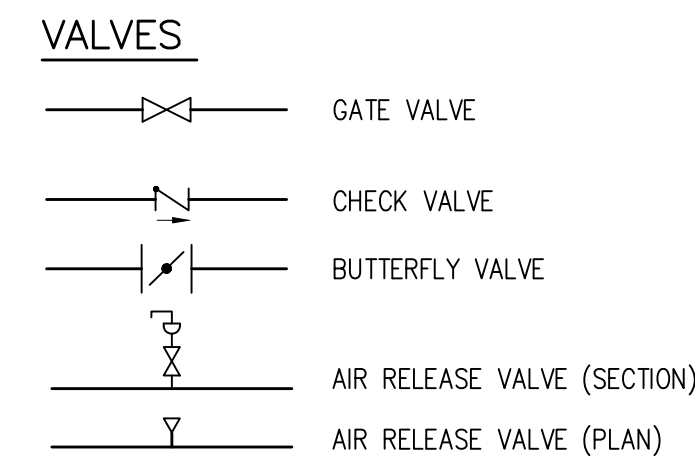 VALVES
GATE VALVE
CHECK VALVE
BUTTERFLY VALVE
AIR RELEASE VALVE (SECTION)
AIR RELEASE VALVE (PLAN)